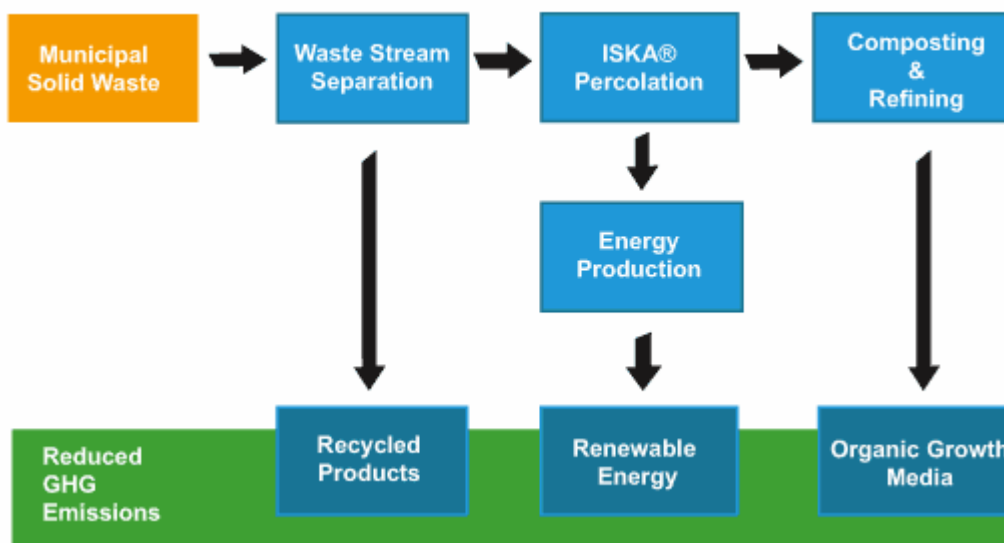 Municipal
Solid Waste
Waste Stream
Separation
ISKA®
Percolation
Composting
&
Refining
Energy
Production
Reduced
GHG
Emissions
Recycled
Products
Renewable
Energy
Organic Growth
Media